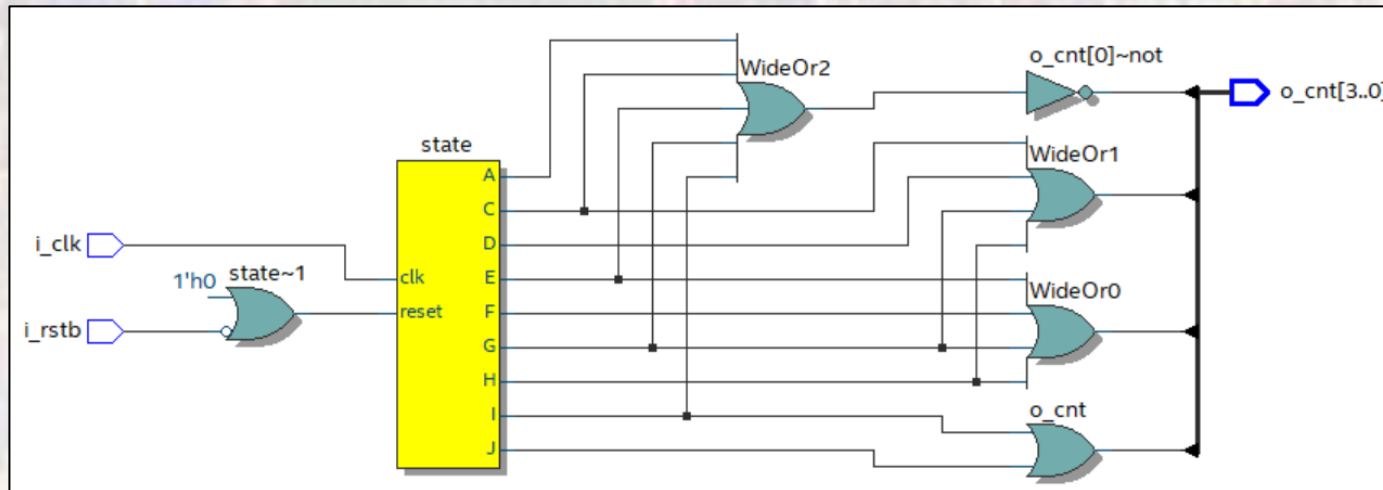 o_cnt[0]~not
WideOr2
o_cnt[3..0]
state
WideOr1
A
C
D
i_clk
state~1
1'h0
clk
E
WideOr0
i_rstb
reset
F
G
H
I
o_cnt
J